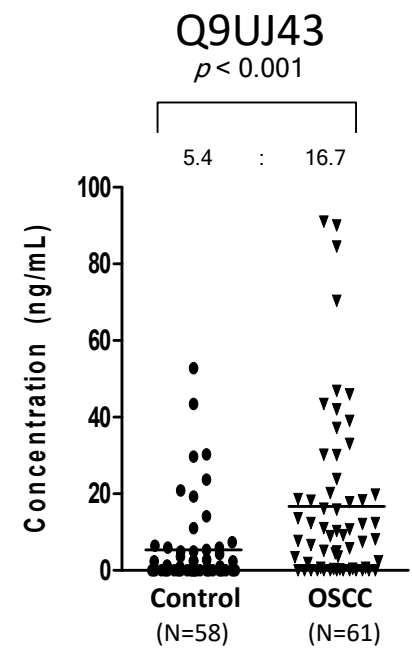 Q9UJ43
p < 0.001
5.4 : 16.7
Concentration (ng/mL)
100
80
60
40
20
0
Control OSCC
(N=58) (N=61)